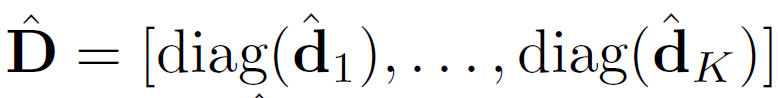 D̂ = [diag(d̂₁), . . . , diag(d̂_K)]